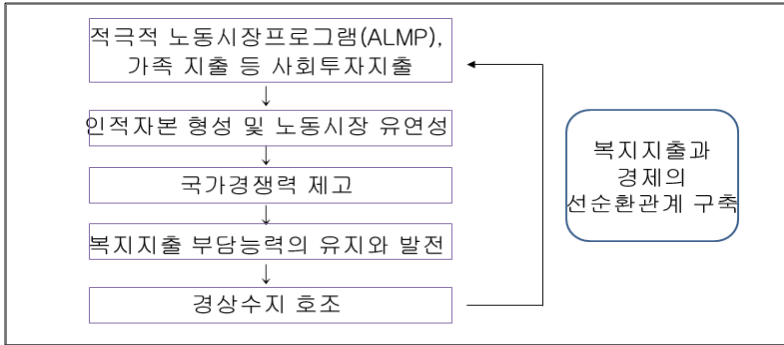 적극적 노동시장프로그램(ALMP),
가족 지출 등 사회투자지출
인적자본 형성 및 노동시장 유연성
국가경쟁력 제고
복지지출 부담능력의 유지와 발전
경상수지 호조
복지지출과
경제의
선순환관계 구축